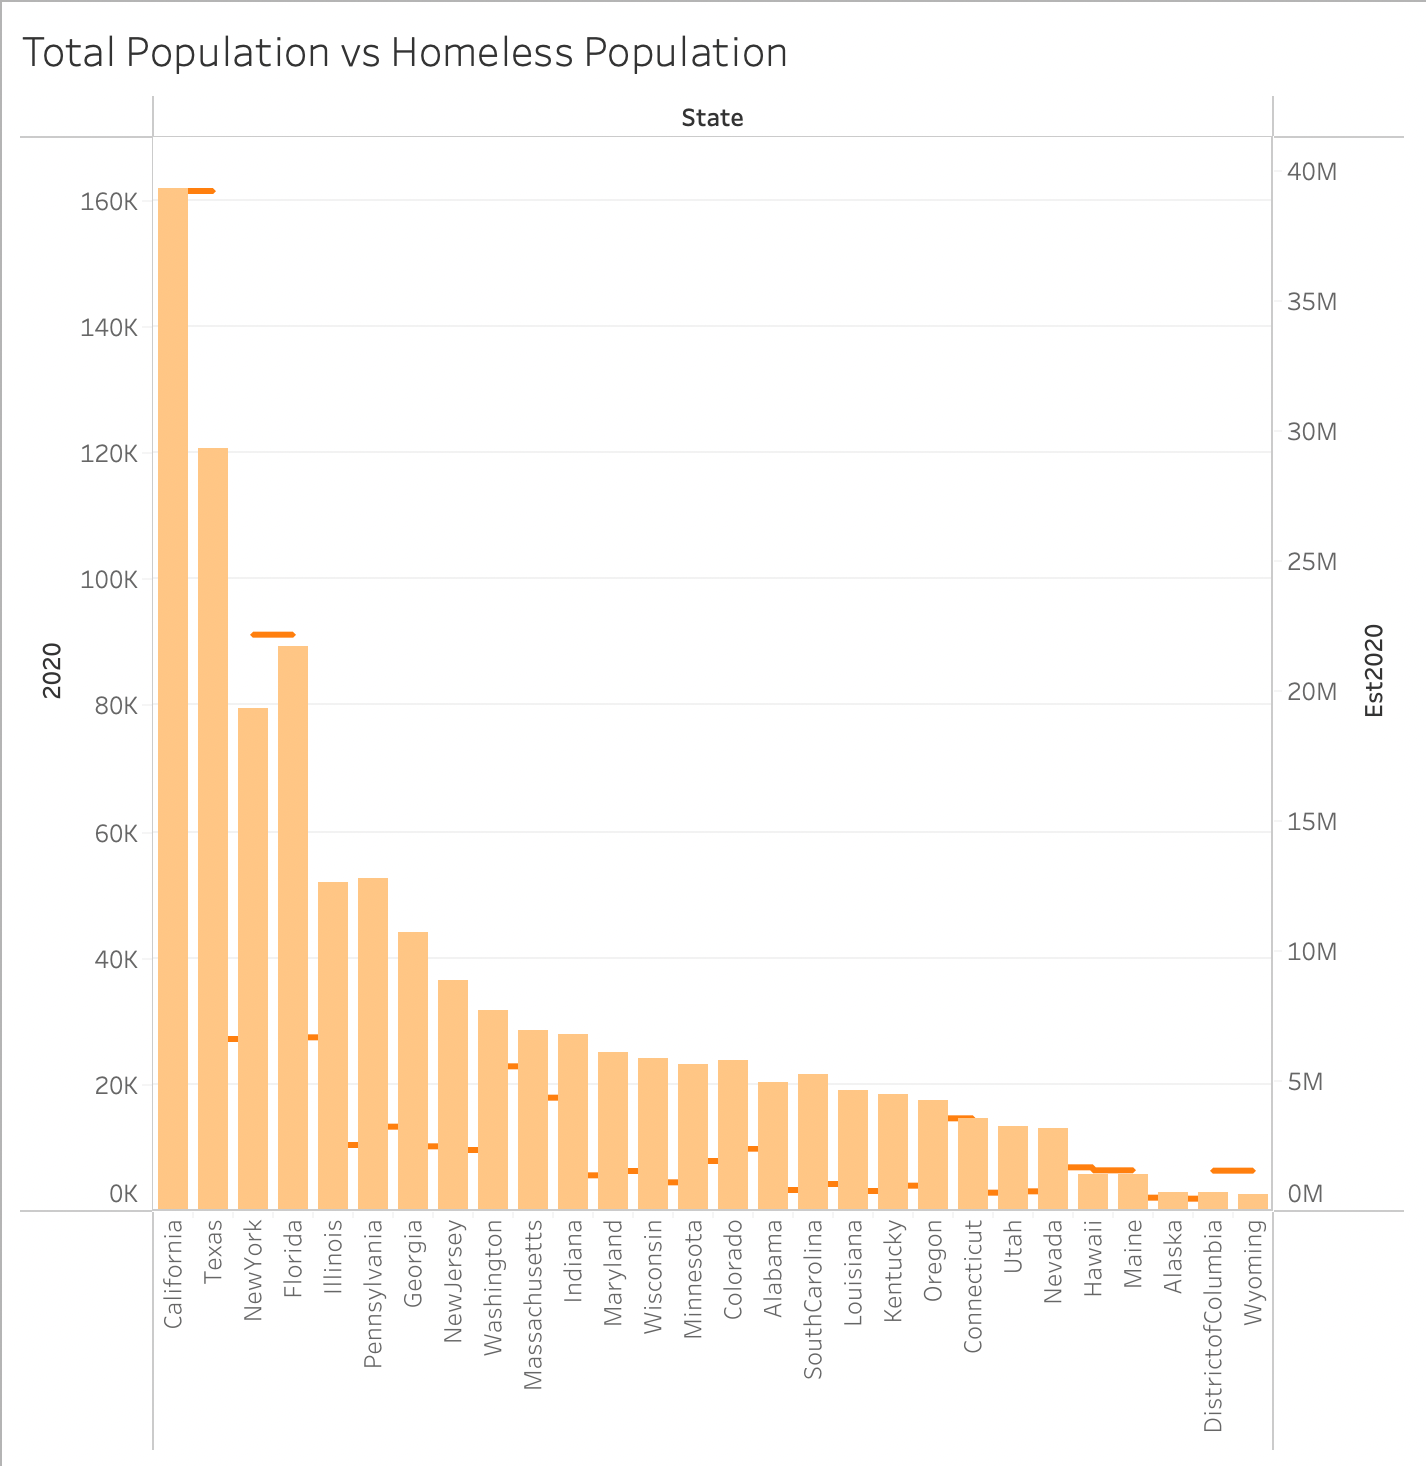 Total Population vs Homeless Population
State
160K
140K
120K
100K
80K
60K
40K
20K
0K
2020
40M
35M
30M
25M
20M
15M
10M
5M
0M
Est2020
California
Texas
NewYork
Florida
Illinois
Pennsylvania
Georgia
NewJersey
Washington
Massachusetts
Indiana
Maryland
Wisconsin
Minnesota
Colorado
Alabama
SouthCarolina
Louisiana
Kentucky
Oregon
Connecticut
Utah
Nevada
Hawaii
Maine
Alaska
DistrictofColumbia
Wyoming